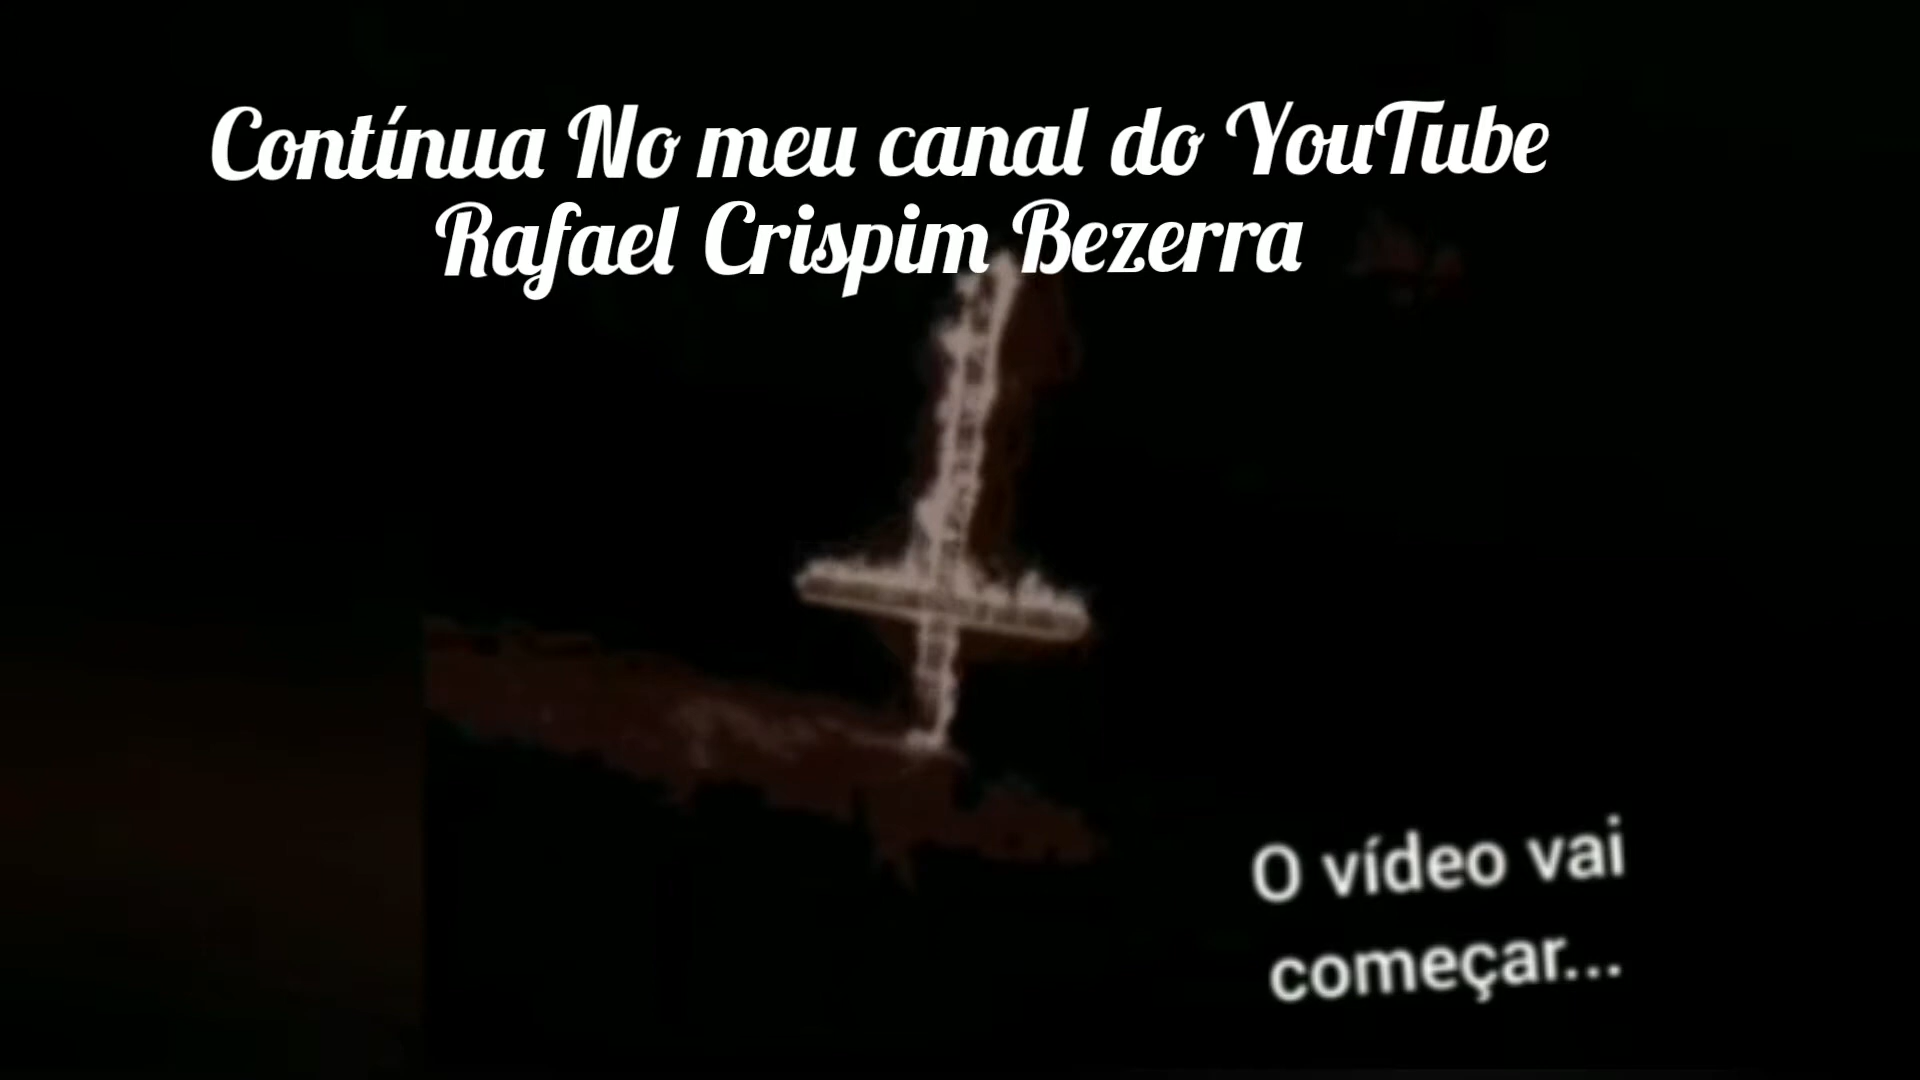 Contínua No meu canal do YouTube
Rafael Crispim Bezerra
O vídeo vai
começar...